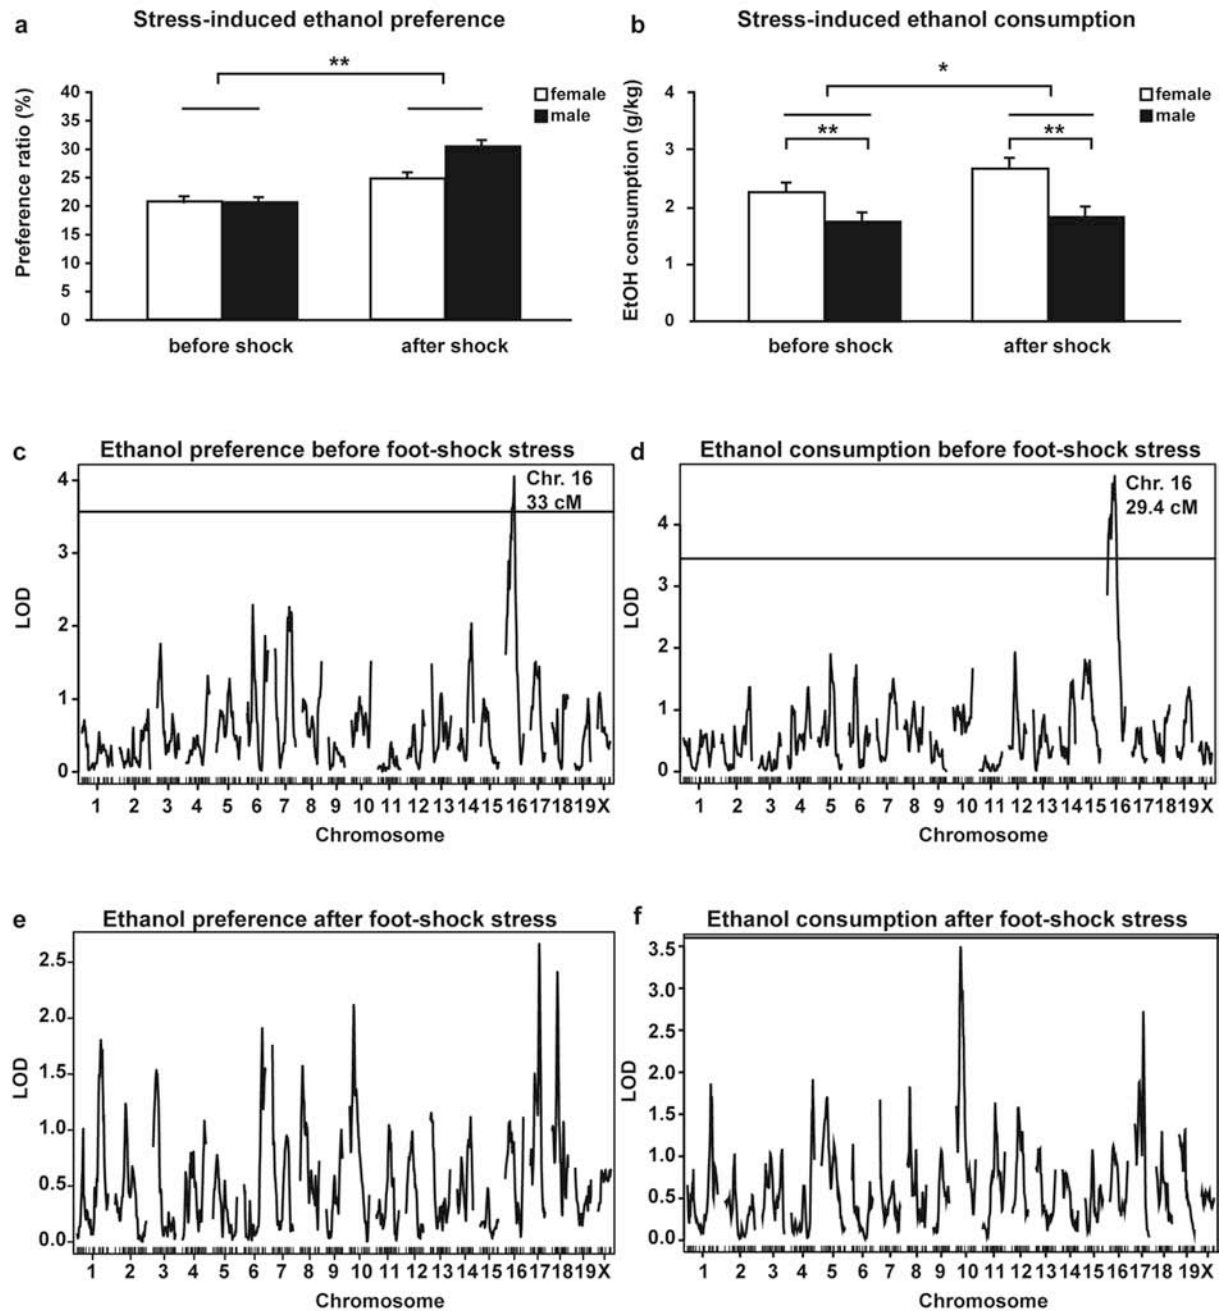 a Stress-induced ethanol preference
**
40
35
30
25
20
15
10
5
0
Preference ratio (%)
female
male
before shock after shock
b Stress-induced ethanol consumption
*
** **
4
3
2
1
0
EtOH consumption (g/kg)
female
male
before shock after shock
c Ethanol preference before foot-shock stress
Chr. 16
33 cM
4
3
2
1
0
LOD
1 2 3 4 5 6 7 8 9 10 11 12 13 14 15 16 17 18 19 X
Chromosome
d Ethanol consumption before foot-shock stress
Chr. 16
29.4 cM
4
3
2
1
0
LOD
1 2 3 4 5 6 7 8 9 10 11 12 13 14 15 16 17 18 19 X
Chromosome
e Ethanol preference after foot-shock stress
2.5
2.0
1.5
1.0
0.5
0.0
LOD
1 2 3 4 5 6 7 8 9 10 11 12 13 14 15 16 17 18 19 X
Chromosome
f Ethanol consumption after foot-shock stress
3.5
3.0
2.5
2.0
1.5
1.0
0.5
0.0
LOD
1 2 3 4 5 6 7 8 9 10 11 12 13 14 15 16 17 18 19 X
Chromosome